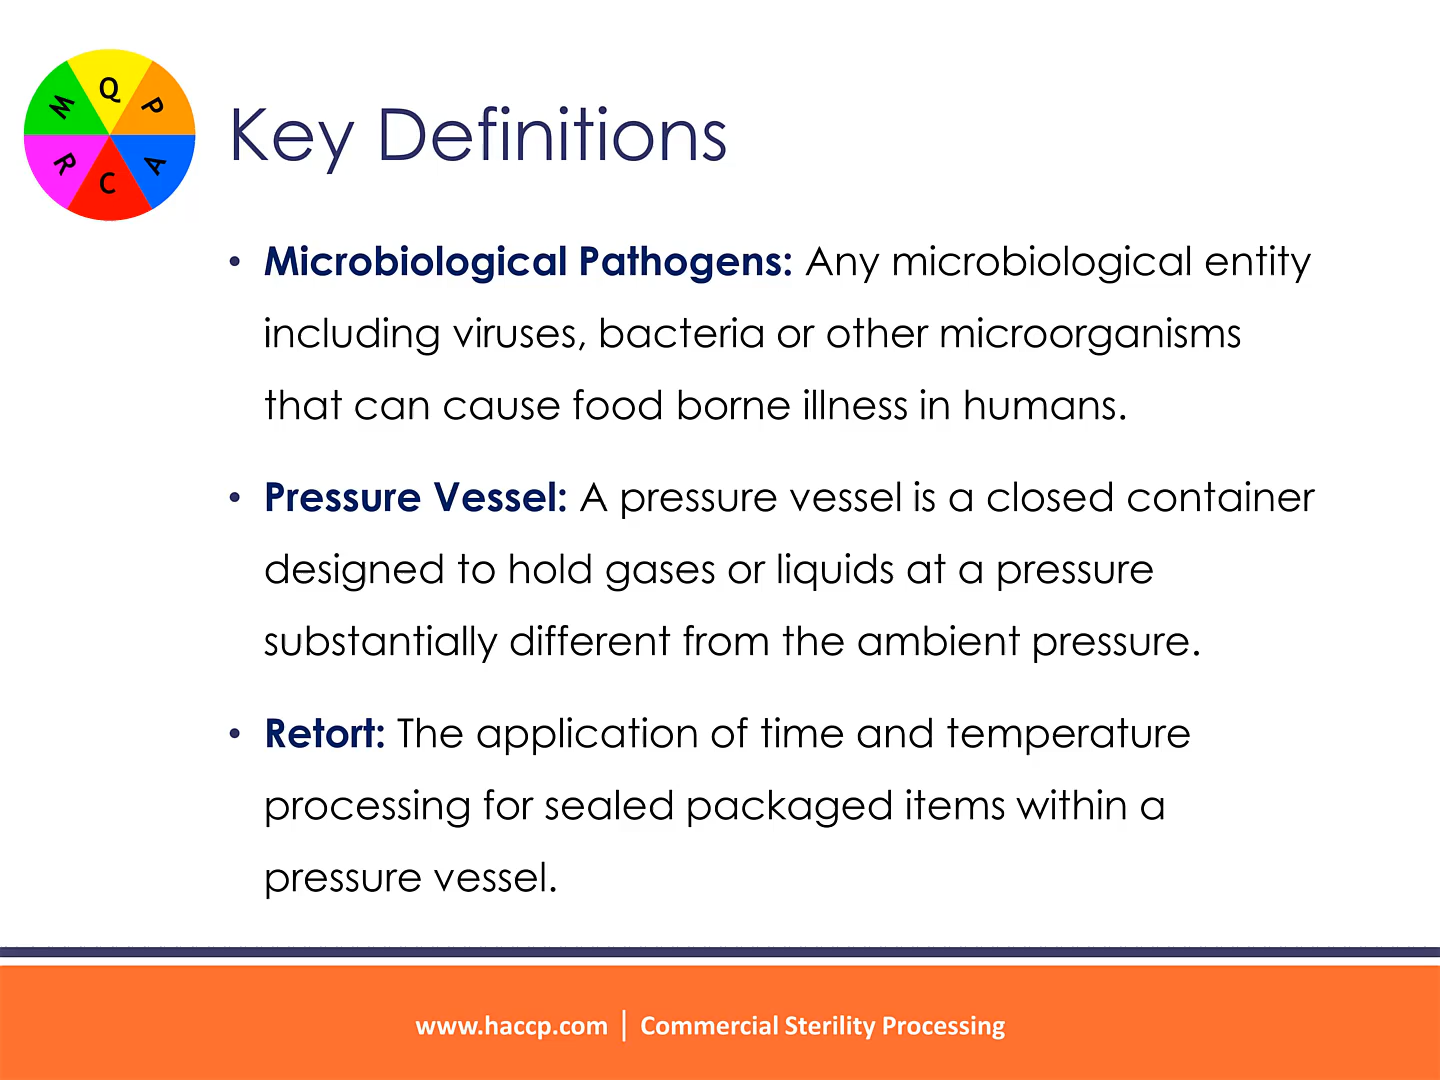 Q
P
A
C
R
M
Key Definitions
• Microbiological Pathogens: Any microbiological entity
including viruses, bacteria or other microorganisms
that can cause food borne illness in humans.
• Pressure Vessel: A pressure vessel is a closed container
designed to hold gases or liquids at a pressure
substantially different from the ambient pressure.
• Retort: The application of time and temperature
processing for sealed packaged items within a
pressure vessel.
www.haccp.com | Commercial Sterility Processing